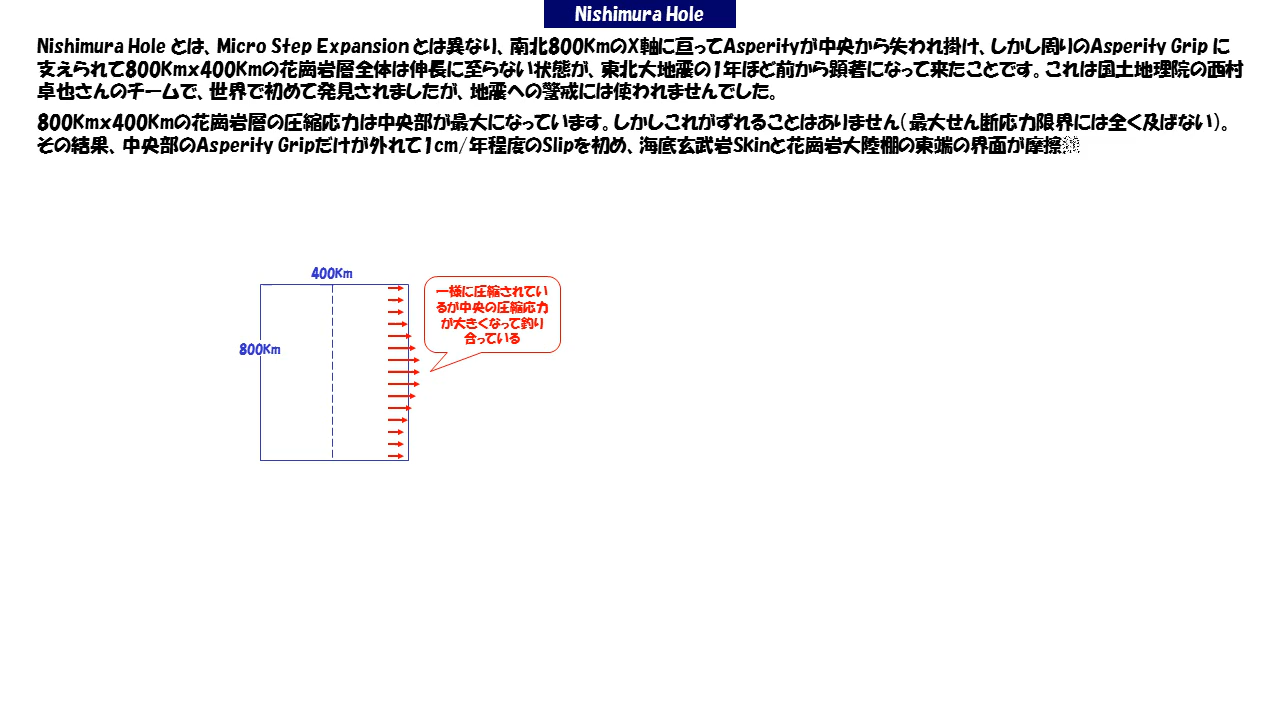 Nishimura Hole
Nishimura Hole とは、Micro Step Expansionとは異なり、南北800KmのX軸に亘ってAsperityが中央から失われ掛け、しかし周りのAsperity Grip に
支えられて800Kmx400Kmの花崗岩層全体は伸長に至らない状態が、東北大地震の1年ほど前から顕著になって来たことです。これは国土地理院の西村
卓也さんのチームで、世界で初めて発見されましたが、地震への警戒には使われませんでした。
800Kmx400Kmの花崗岩層の圧縮応力は中央部が最大になっています。しかしこれがずれることはありません(最大せん断応力限界には全く及ばない)。
その結果、中央部のAsperity Gripだけが外れて1cm/年程度のSlipを初め、海底玄武岩Skinと花崗岩大陸棚の東端の界面が摩擦
400Km
一様に圧縮されてい
るが中央の圧縮応力
が大きくなって釣り
合っている
800Km